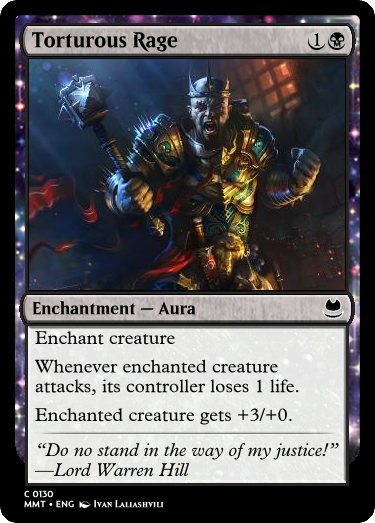 Torturous Rage 1
Enchantment — Aura
Enchant creature
Whenever enchanted creature
attacks, its controller loses 1 life.
Enchanted creature gets +3/+0.
“Do no stand in the way of my justice!”
—Lord Warren Hill
C 0130
MMT • ENG Ivan Laliashvili